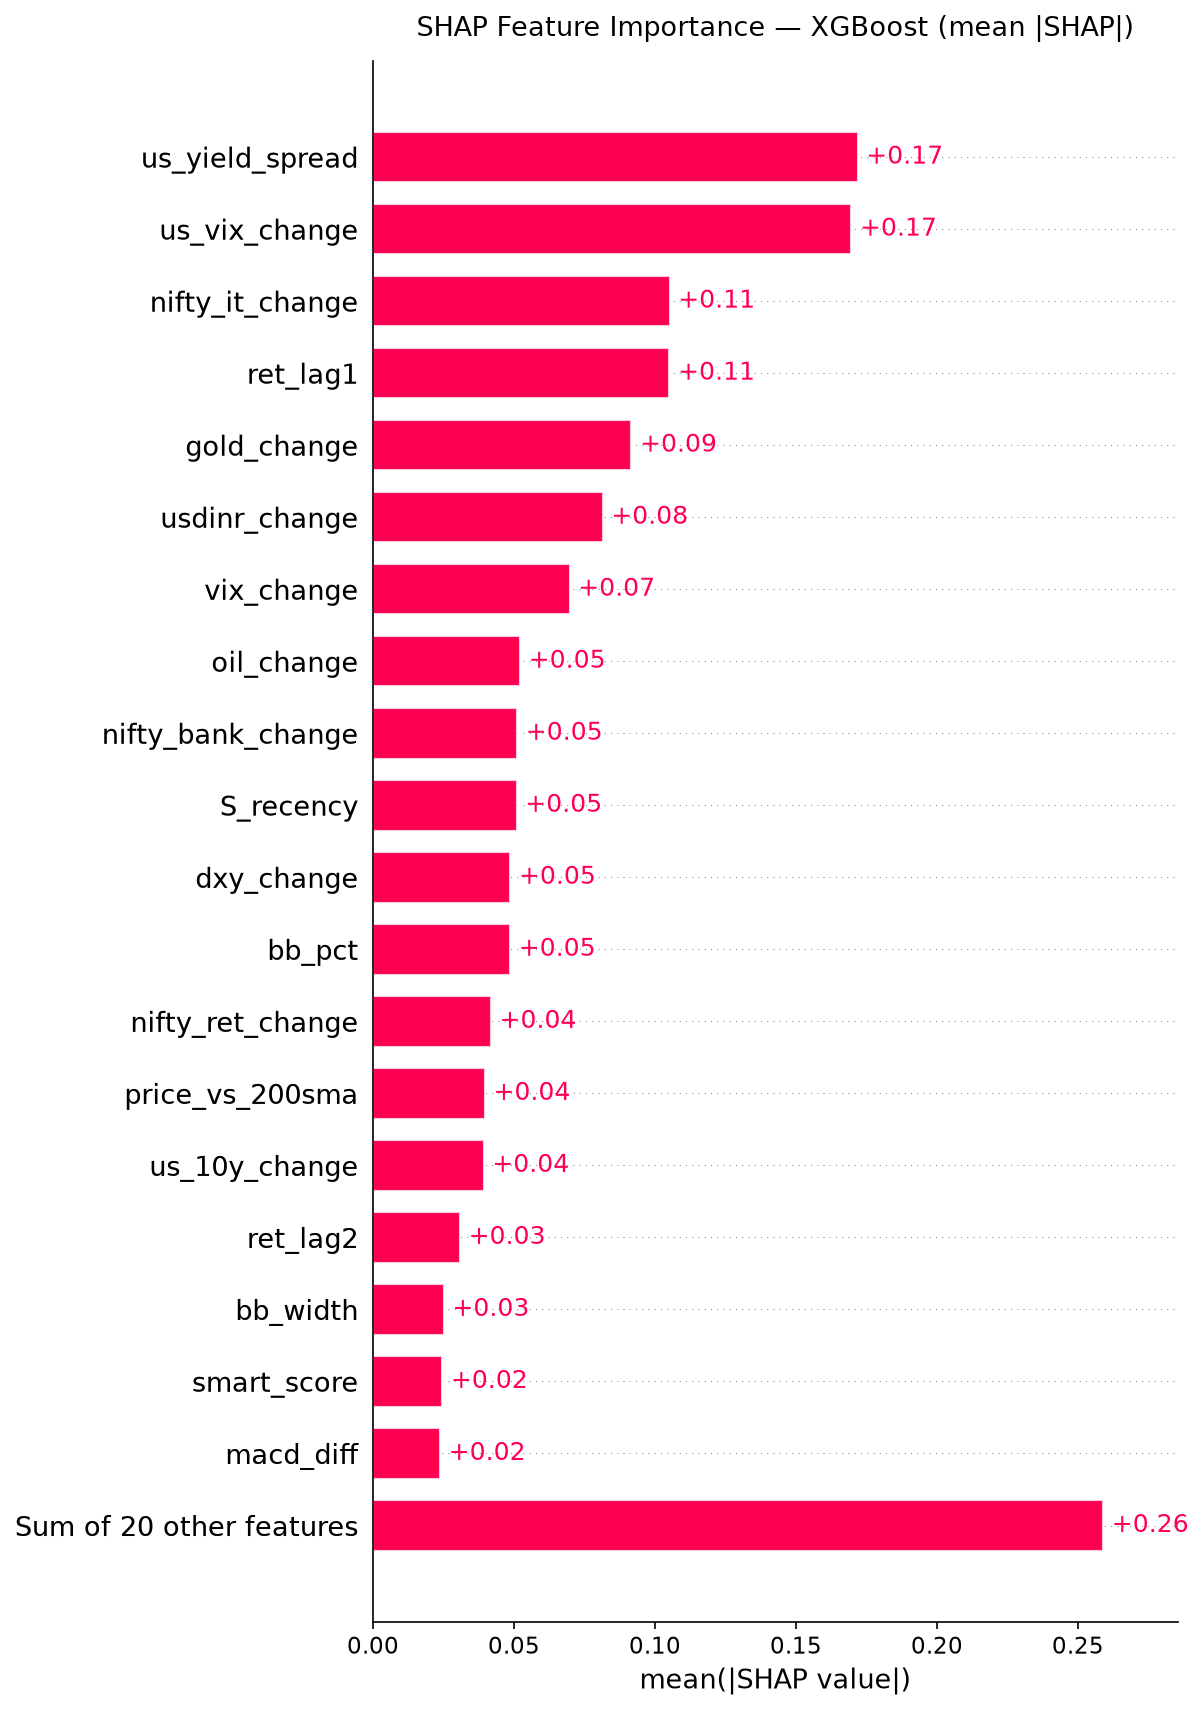 SHAP Feature Importance — XGBoost (mean |SHAP|)
us_yield_spread +0.17
us_vix_change +0.17
nifty_it_change +0.11
ret_lag1 +0.11
gold_change +0.09
usdinr_change +0.08
vix_change +0.07
oil_change +0.05
nifty_bank_change +0.05
S_recency +0.05
dxy_change +0.05
bb_pct +0.05
nifty_ret_change +0.04
price_vs_200sma +0.04
us_10y_change +0.04
ret_lag2 +0.03
bb_width +0.03
smart_score +0.02
macd_diff +0.02
Sum of 20 other features +0.26
0.00 0.05 0.10 0.15 0.20 0.25
mean(|SHAP value|)